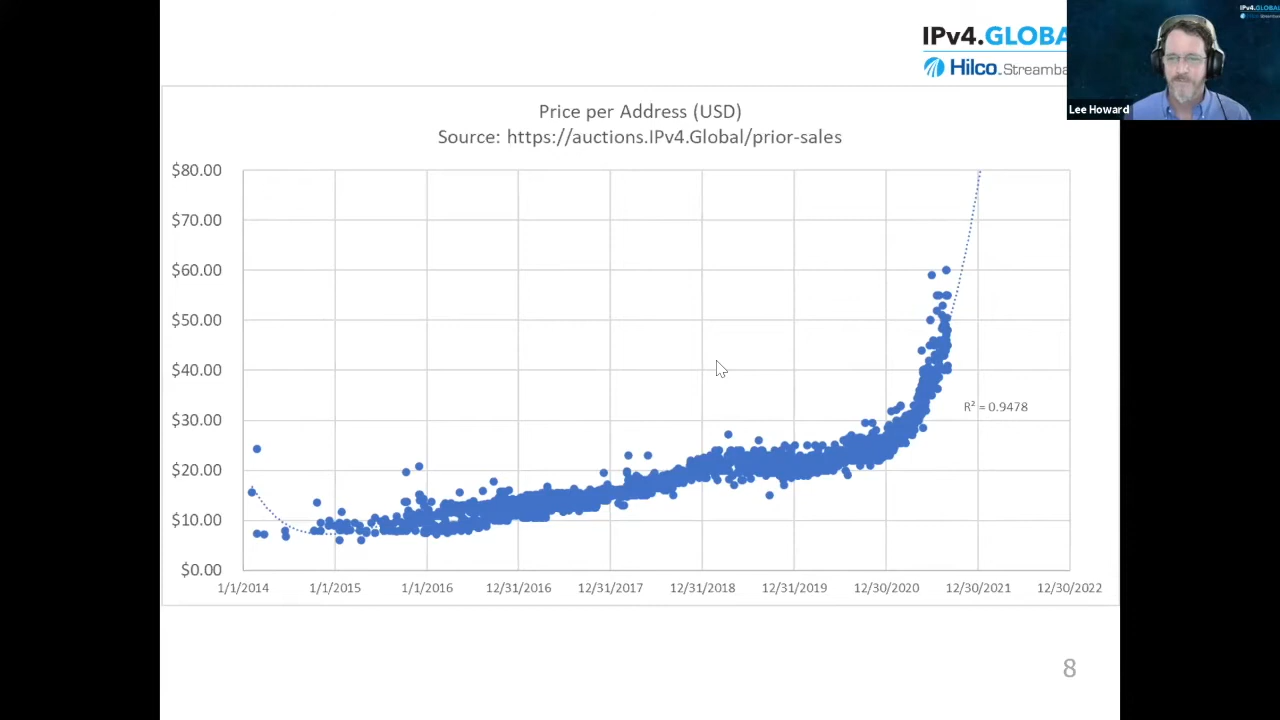 IPv4.GLOBA
Hilco Streamba
IPv4.GLOBAL
Lee Howard
Price per Address (USD)
Source: https://auctions.IPv4.Global/prior-sales
$80.00
$70.00
$60.00
$50.00
$40.00
$30.00
$20.00
$10.00
$0.00
R² = 0.9478
1/1/2014 1/1/2015 1/1/2016 12/31/2016 12/31/2017 12/31/2018 12/31/2019 12/30/2020 12/30/2021 12/30/2022
8